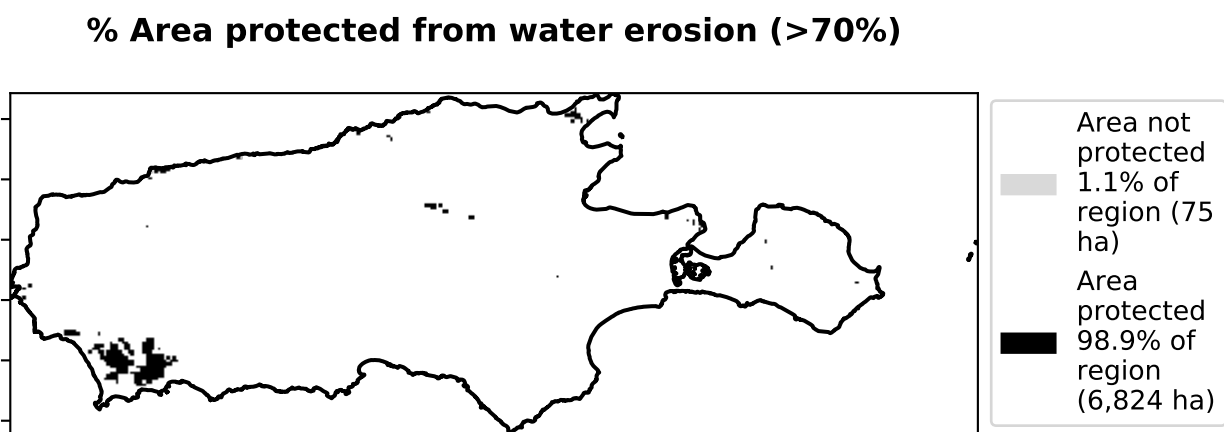 % Area protected from water erosion (>70%)
Area not
protected
1.1% of
region (75
ha)
Area
protected
98.9% of
region
(6,824 ha)